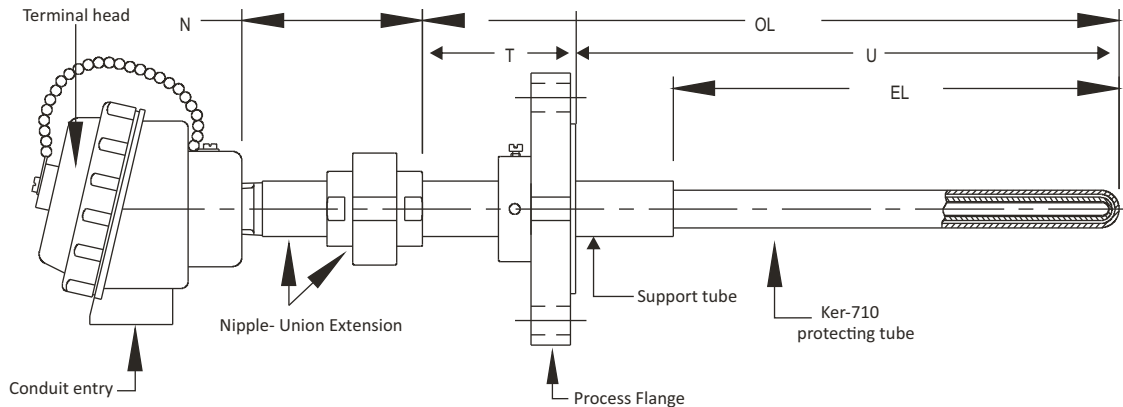 Terminal head
N
OL
T
U
EL
Support tube
Nipple- Union Extension
Ker-710
protecting tube
Conduit entry
Process Flange